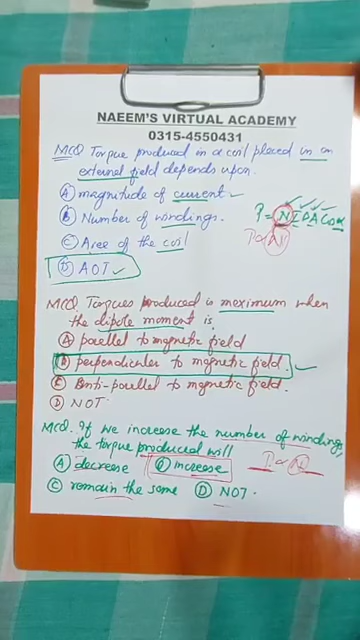 NAEEM'S VIRTUAL ACADEMY
0315-4550431
MCQ Torque produced in a coil placed in an
external field depends upon.
Ⓐ magnitude of current
Ⓑ Number of windings.
Ⓒ Area of the coil
Ⓓ AOT
τ = NIBA Cosα
τ ∝ N
MCQ Torques produced is maximum when
the dipole moment is
Ⓐ parallel to magnetic field
Ⓑ perpendicular to magnetic field.
Ⓒ Anti-parallel to magnetic field.
Ⓓ NOT.
MCQ. If we increase the number of windings,
the torque produced will
Ⓐ decrease Ⓑ increase
Ⓒ remain the same Ⓓ NOT.
τ ∝ N